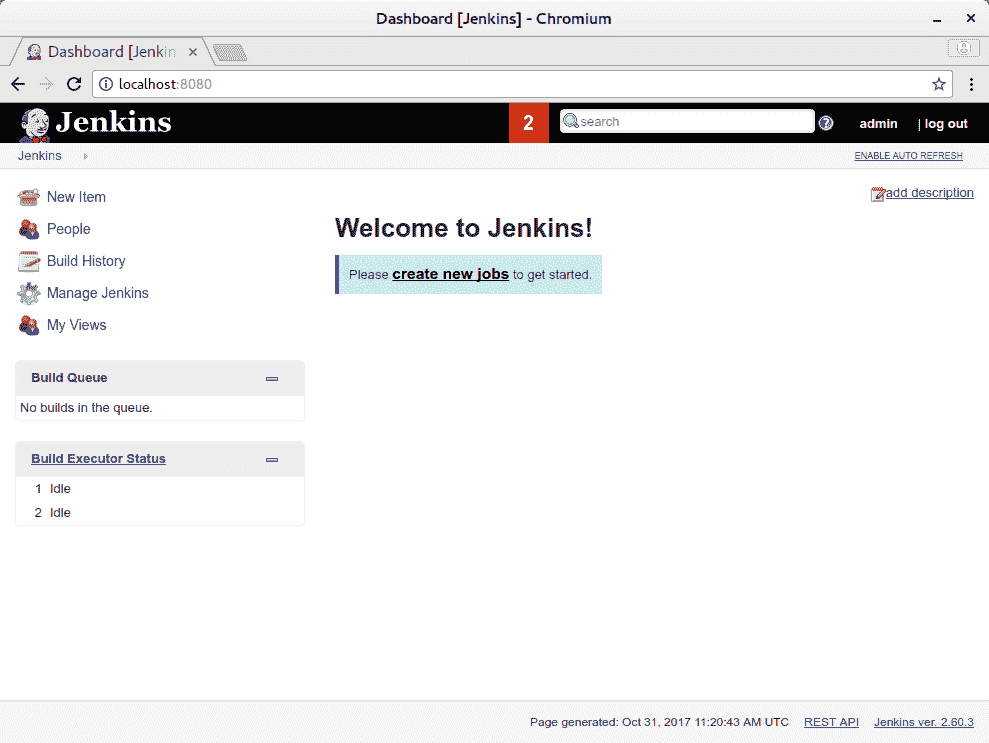 Dashboard [Jenkins] - Chromium
Dashboard [Jenkin
localhost:8080
Jenkins 2 search admin | log out
Jenkins ENABLE AUTO REFRESH
New Item
People
Build History
Manage Jenkins
My Views
Build Queue
No builds in the queue.
Build Executor Status
1 Idle
2 Idle
add description
Welcome to Jenkins!
Please create new jobs to get started.
Page generated: Oct 31, 2017 11:20:43 AM UTC REST API Jenkins ver. 2.60.3